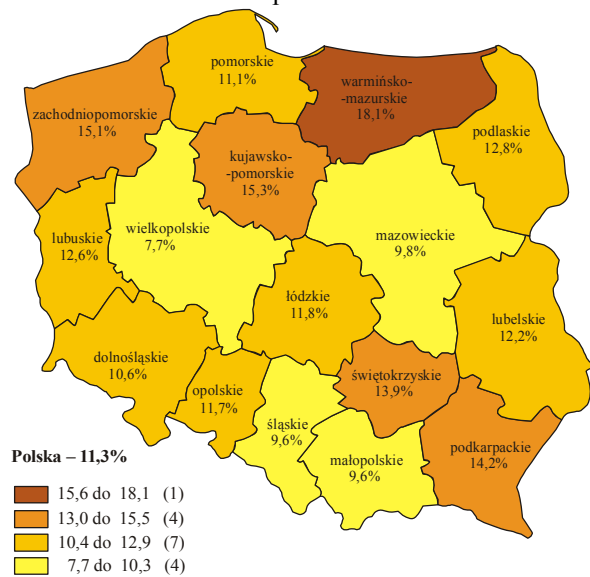 pomorskie
11,1%
warmińsko-
-mazurskie
18,1%
zachodniopomorskie
15,1%
podlaskie
12,8%
kujawsko-
-pomorskie
15,3%
wielkopolskie
7,7%
mazowieckie
9,8%
lubuskie
12,6%
łódzkie
11,8%
lubelskie
12,2%
dolnośląskie
10,6%
opolskie
11,7%
świętokrzyskie
13,9%
śląskie
9,6%
małopolskie
9,6%
podkarpackie
14,2%
Polska – 11,3%
15,6 do 18,1 (1)
13,0 do 15,5 (4)
10,4 do 12,9 (7)
7,7 do 10,3 (4)